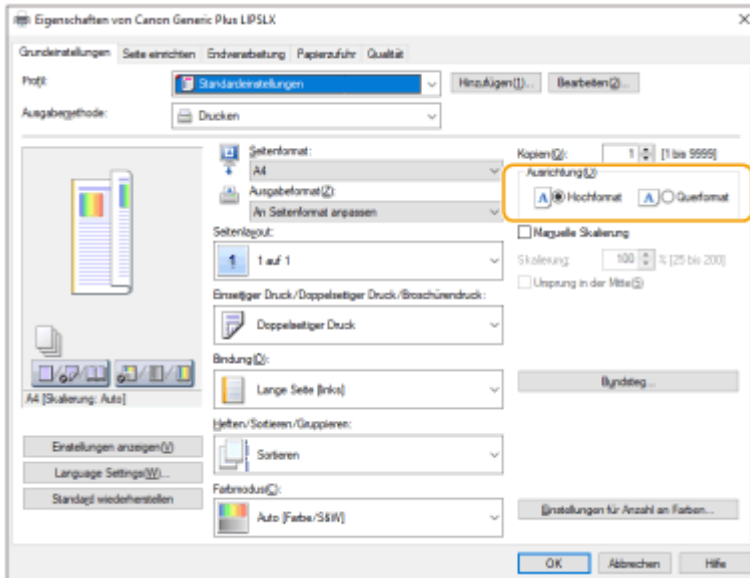 Eigenschaften von Canon Generic Plus LIPSLX
Grundeinstellungen Seite einrichten Endverarbeitung Papierzufuhr Qualität
Profil: Standardeinstellungen Hinzufügen(1)... Bearbeiten(2)...
Ausgabemethode: Drucken
Seitenformat: Kopien(Q): 1 [1 bis 9999]
A4 Ausrichtung(O)
Ausgabeformat(Z): A Hochformat A Querformat
An Seitenformat anpassen
Seitenlayout: Manuelle Skalierung
1 1 auf 1 Skalierung: 100 % [25 bis 200]
Ursprung in der Mitte(S)
Einseitiger Druck/Doppelseitiger Druck/Broschürendruck:
Doppelseitiger Druck
Bindung(D):
Lange Seite [links] Bundsteg...
A4 [Skalierung: Auto]
Heften/Sortieren/Gruppieren:
Einstellungen anzeigen(V) Sortieren
Language Settings(W)...
Farbmodus(C):
Standard wiederherstellen Auto [Farbe/S&W] Einstellungen für Anzahl an Farben...
OK Abbrechen Hilfe